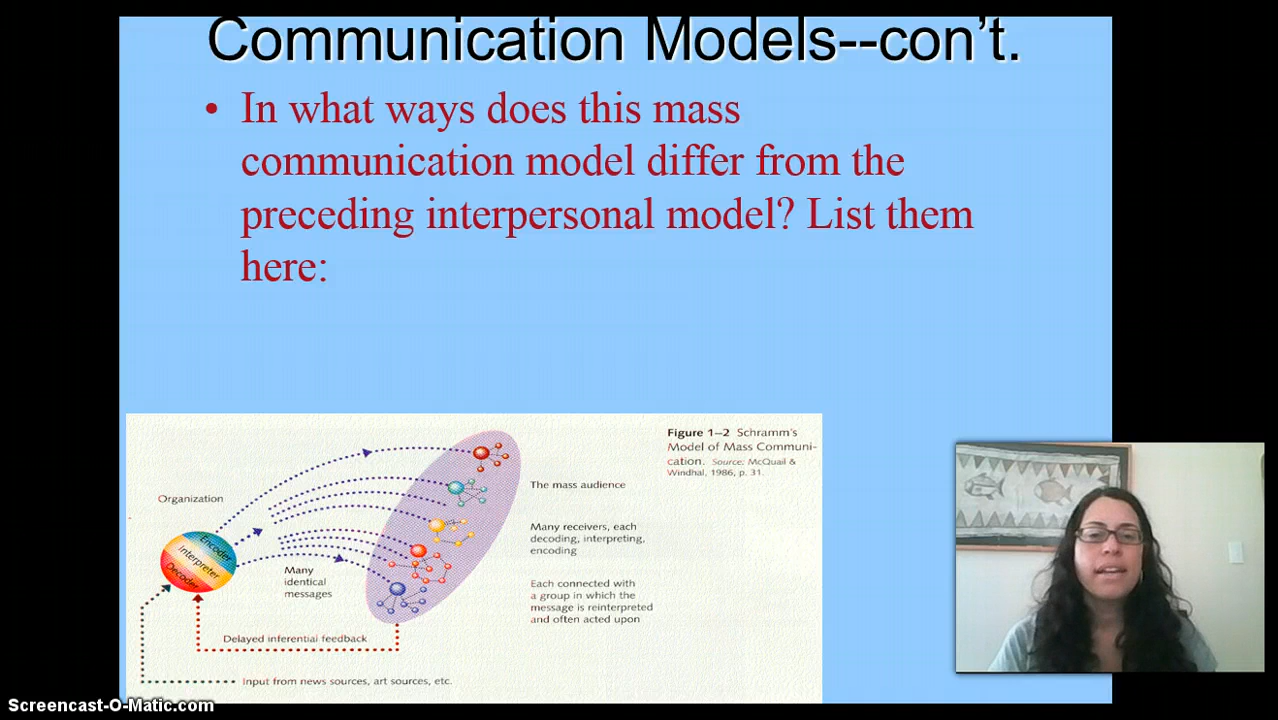 Communication Models--con't.
• In what ways does this mass
communication model differ from the
preceding interpersonal model? List them
here:
Figure 1–2 Schramm's
Model of Mass Communi-
cation. Source: McQuail &
Windhal, 1986, p. 31.
Organization
The mass audience
Encoder
Interpreter
Decoder
Many receivers, each
decoding, interpreting,
encoding
Many
identical
messages
Each connected with
a group in which the
message is reinterpreted
and often acted upon
Delayed inferential feedback
Input from news sources, art sources, etc.
Screencast-O-Matic.com